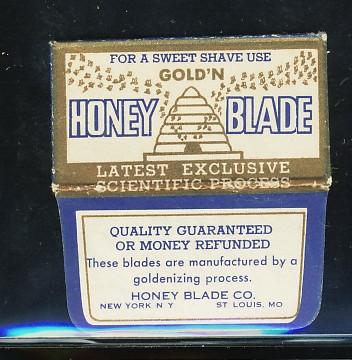 FOR A SWEET SHAVE USE
GOLD'N
HONEY BLADE
LATEST EXCLUSIVE
SCIENTIFIC PROCESS
QUALITY GUARANTEED
OR MONEY REFUNDED
These blades are manufactured by a
goldenizing process.
HONEY BLADE CO.
NEW YORK N Y ST LOUIS. MO